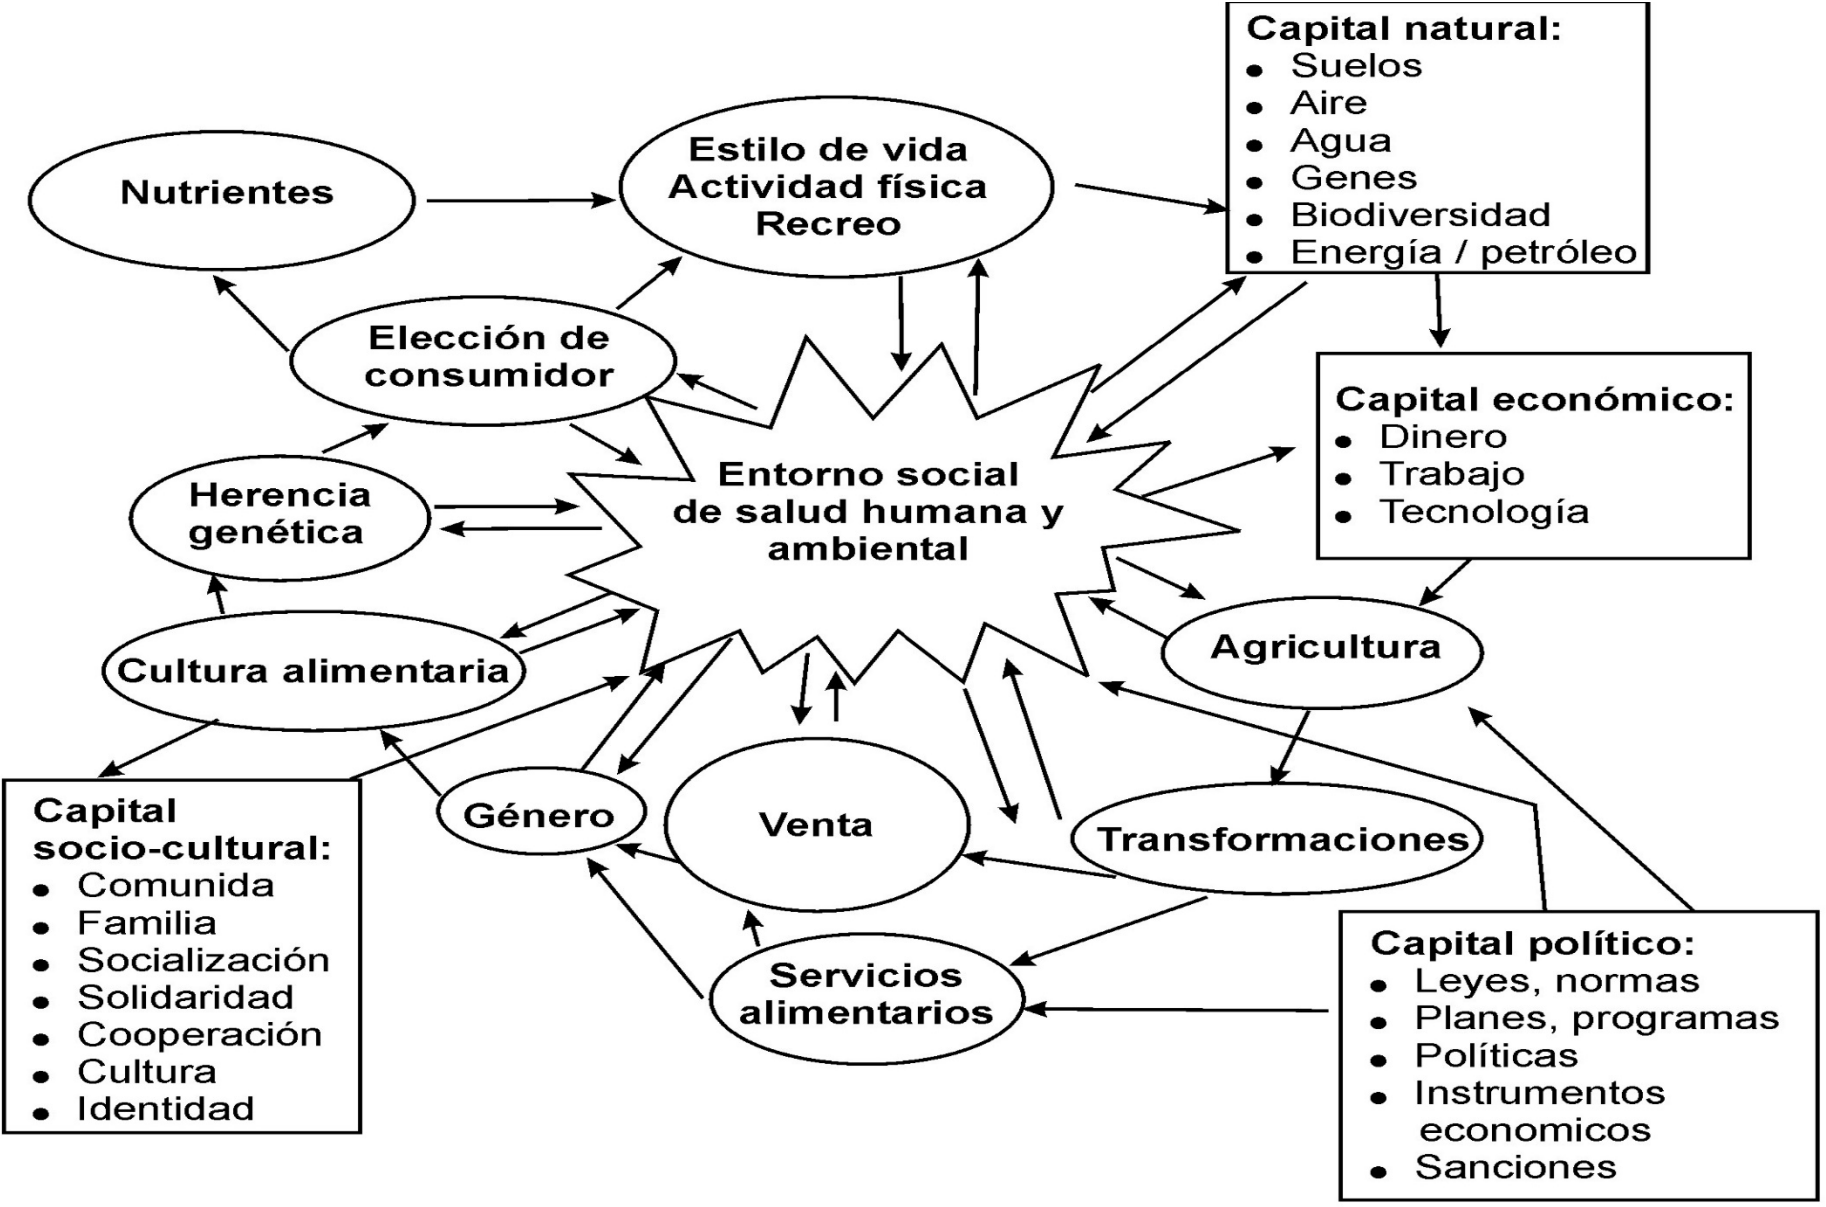 Capital natural:
• Suelos
• Aire
• Agua
• Genes
• Biodiversidad
• Energía / petróleo
Estilo de vida
Actividad física
Recreo
Nutrientes
Elección de
consumidor
Capital económico:
• Dinero
• Trabajo
• Tecnología
Entorno social
de salud humana y
ambiental
Herencia
genética
Agricultura
Cultura alimentaria
Capital
socio-cultural:
• Comunida
• Familia
• Socialización
• Solidaridad
• Cooperación
• Cultura
• Identidad
Género
Venta
Transformaciones
Servicios
alimentarios
Capital político:
• Leyes, normas
• Planes, programas
• Políticas
• Instrumentos
economicos
• Sanciones